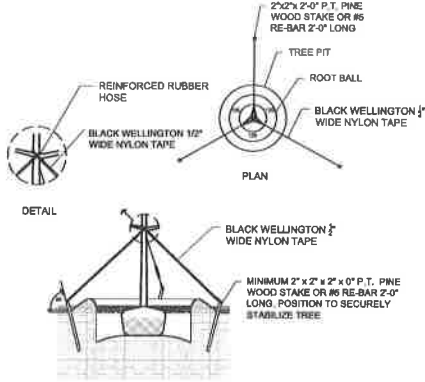 2"x2"x 2'-0" P.T. PINE
WOOD STAKE OR #5
RE-BAR 2'-0" LONG
TREE PIT
ROOT BALL
REINFORCED RUBBER
HOSE
BLACK WELLINGTON ½"
WIDE NYLON TAPE
BLACK WELLINGTON 1/2"
WIDE NYLON TAPE
PLAN
DETAIL
BLACK WELLINGTON ½"
WIDE NYLON TAPE
MINIMUM 2" x 2" x 2" x 0" P.T. PINE
WOOD STAKE OR #5 RE-BAR 2'-0"
LONG, POSITION TO SECURELY
STABILIZE TREE